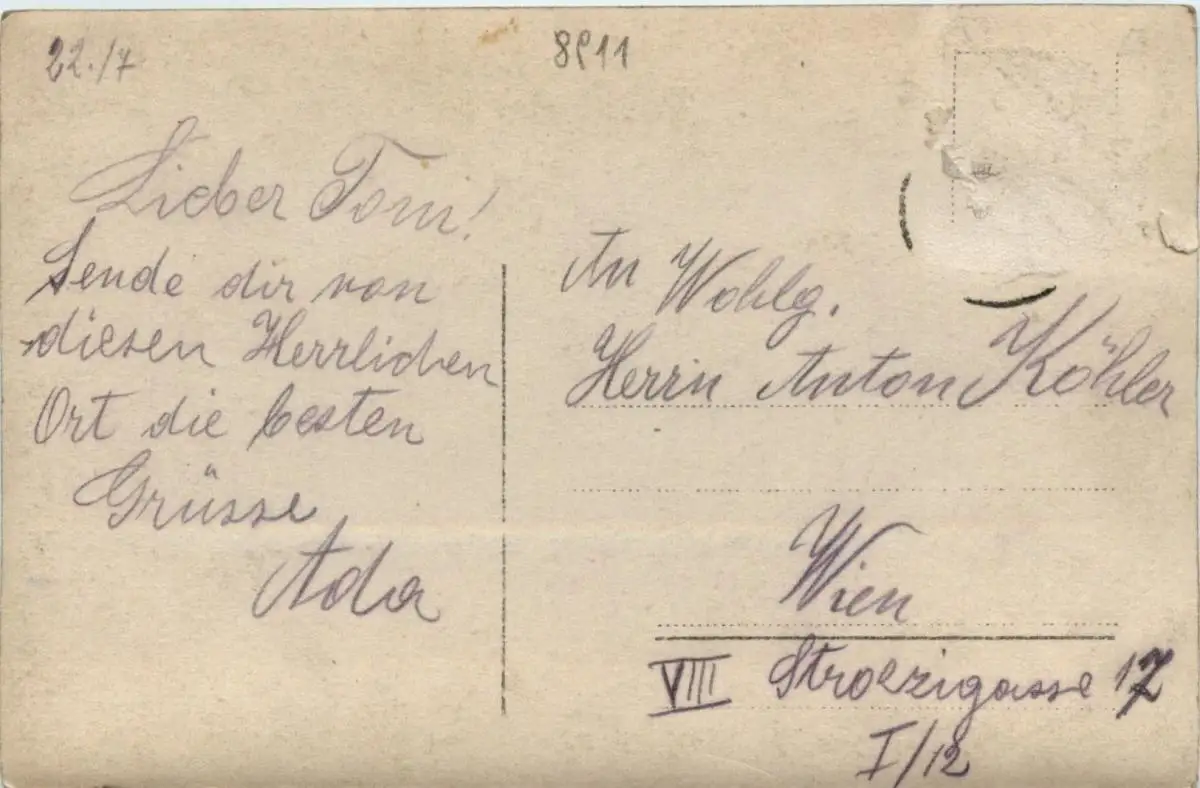 22./7
8911
Lieber Toni!
Sende dir von
diesen Herrlichen
Ort die besten
Grüsse
Ada
An Wohlg.
Herrn Anton Köhler
Wien
VIII Strozzigasse 17
I/12